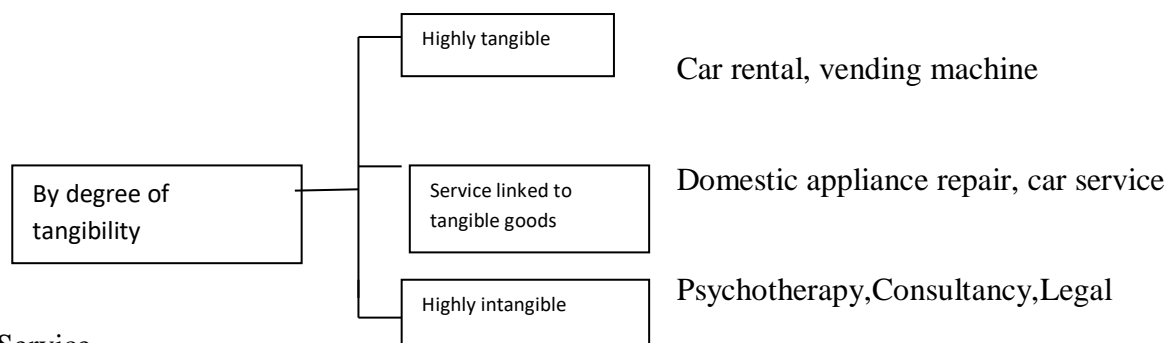 Highly tangible
Car rental, vending machine
By degree of
tangibility
Service linked to
tangible goods
Domestic appliance repair, car service
Highly intangible
Psychotherapy,Consultancy,Legal
Service